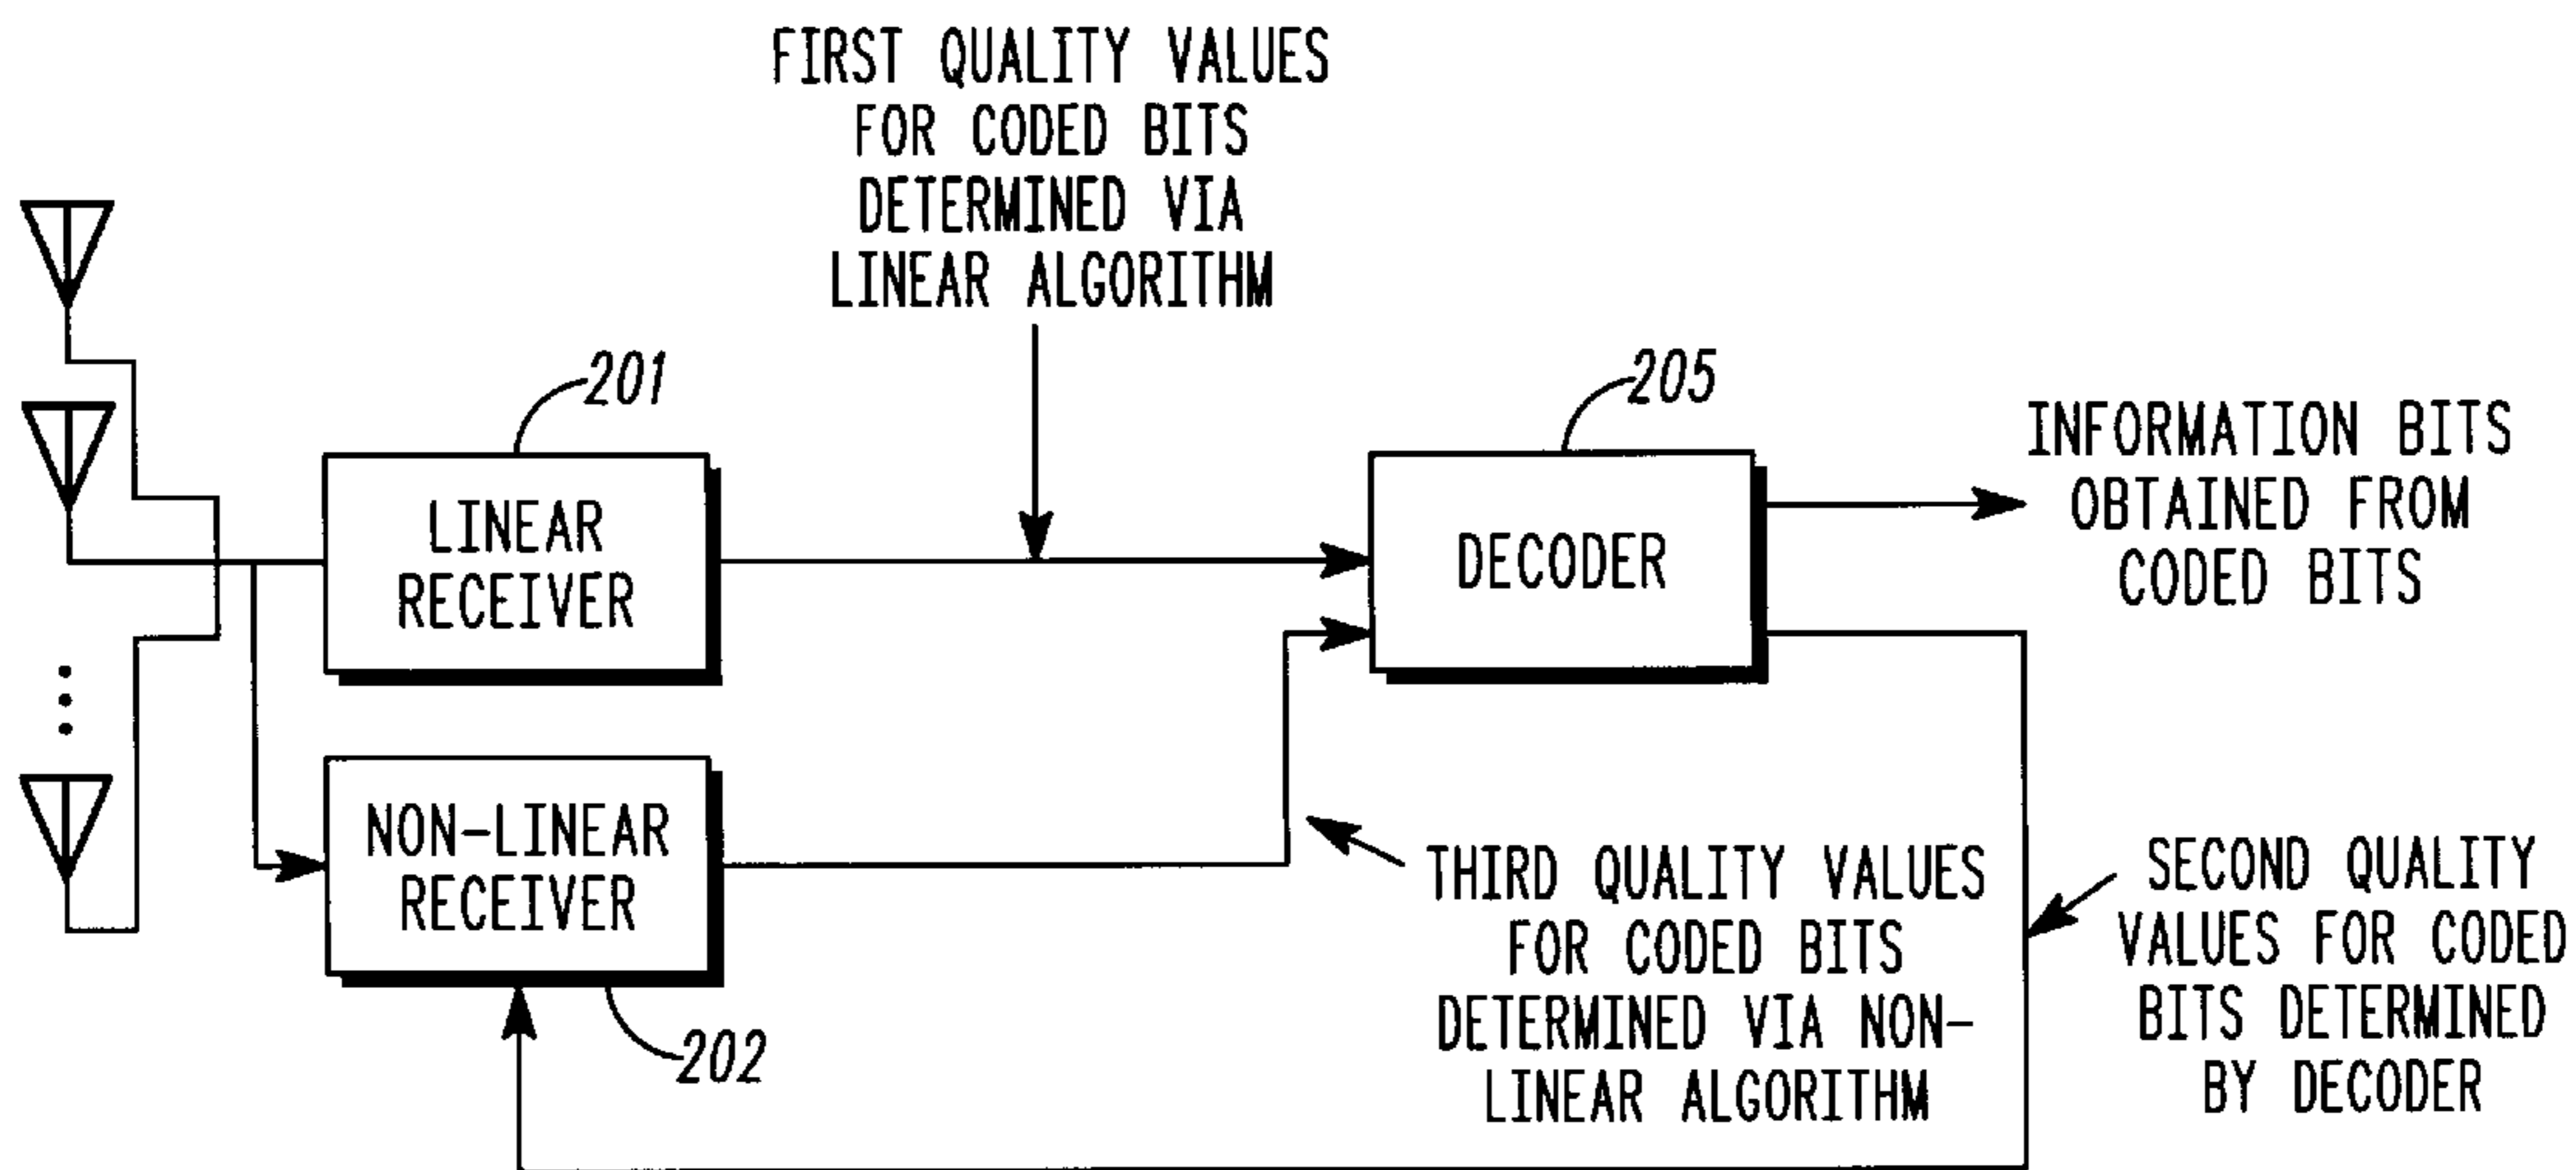 FIRST QUALITY VALUES
FOR CODED BITS
DETERMINED VIA
LINEAR ALGORITHM
201
LINEAR
RECEIVER
205
DECODER
INFORMATION BITS
OBTAINED FROM
CODED BITS
NON-LINEAR
RECEIVER
202
THIRD QUALITY VALUES
FOR CODED BITS
DETERMINED VIA NON-
LINEAR ALGORITHM
SECOND QUALITY
VALUES FOR CODED
BITS DETERMINED
BY DECODER